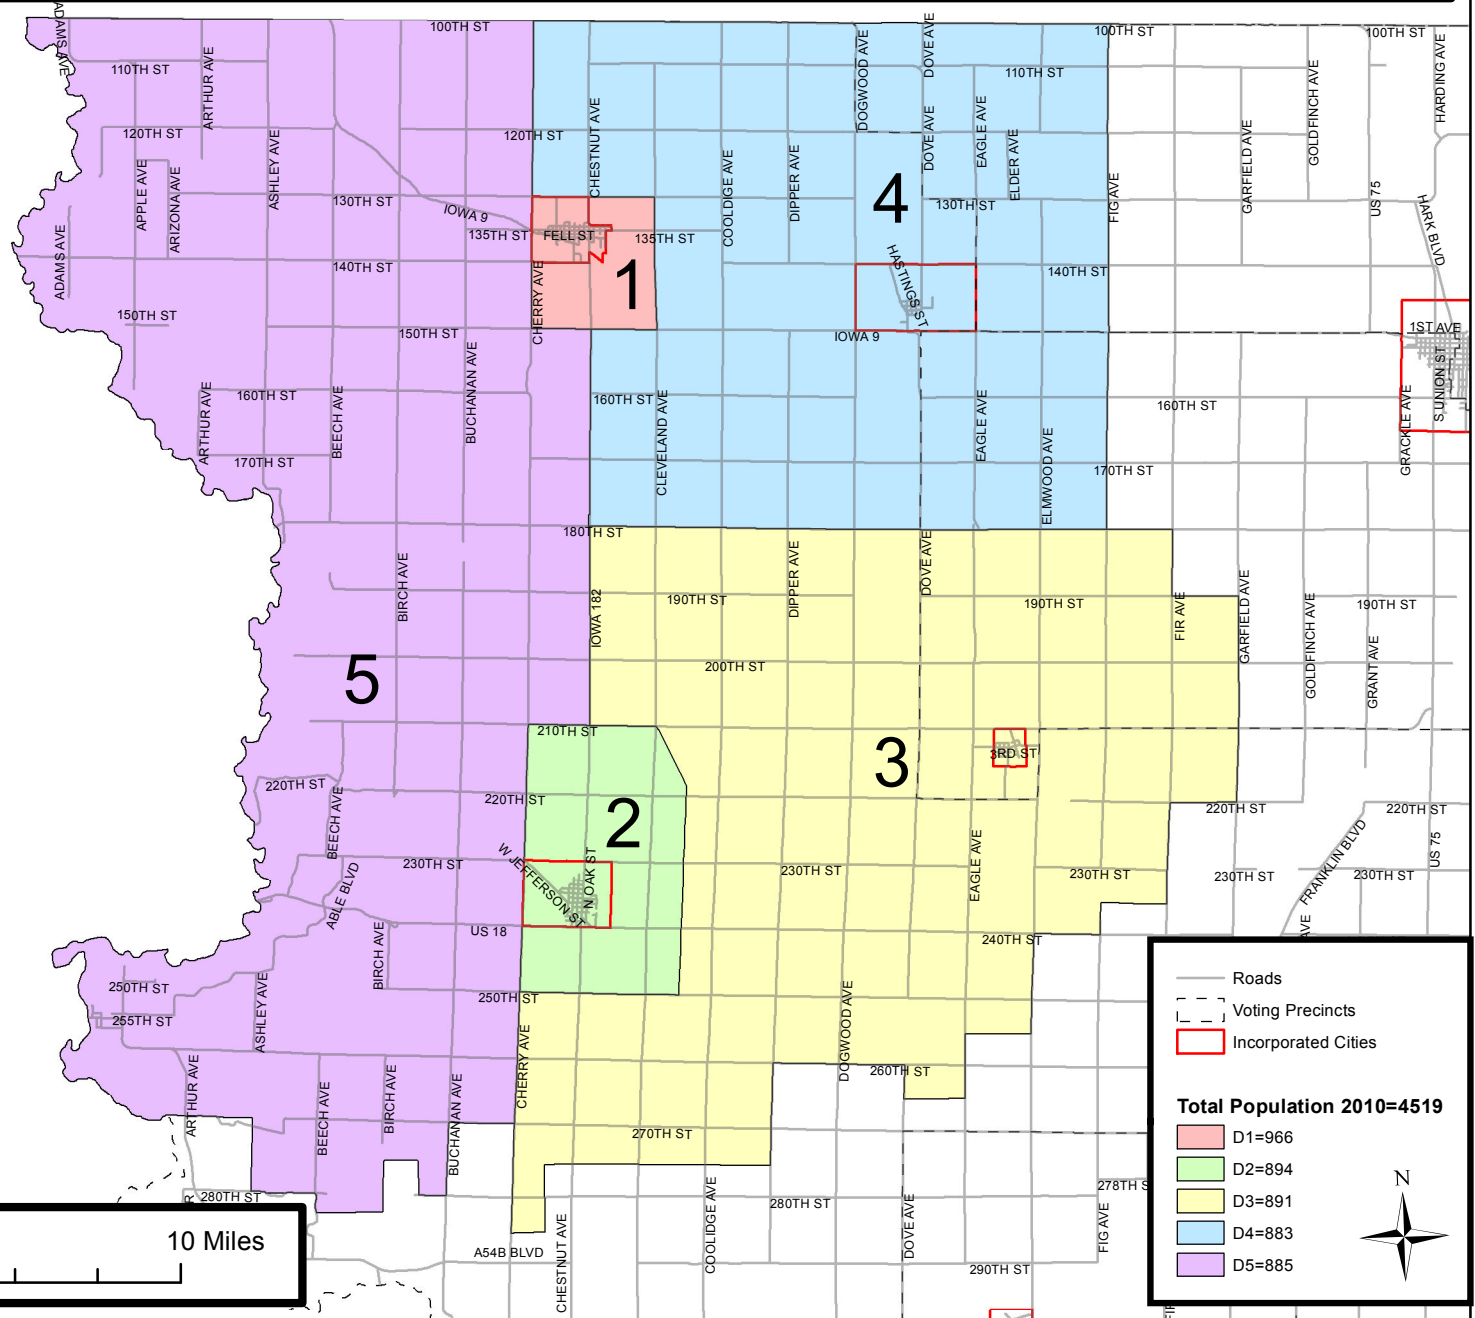 ADAMS AVE
100TH ST
100TH ST
100TH ST
110TH ST
ARTHUR AVE
DOGWOOD AVE
DOVE AVE
110TH ST
GOLDFINCH AVE
HARDING AVE
120TH ST
ASHLEY AVE
120TH ST
CHESTNUT AVE
COOLDIGE AVE
DIPPER AVE
DOVE AVE
EAGLE AVE
ELDER AVE
GARFIELD AVE
APPLE AVE
ARIZONA AVE
130TH ST
IOWA 9
4
130TH ST
FIG AVE
US 75
HARK BLVD
135TH ST
FELL ST
135TH ST
ADAMS AVE
140TH ST
CHERRY AVE
1
HASTINGS ST
140TH ST
150TH ST
150TH ST
IOWA 9
1ST AVE
S UNION ST
ARTHUR AVE
160TH ST
BEECH AVE
BUCHANAN AVE
160TH ST
CLEVELAND AVE
EAGLE AVE
ELMWOOD AVE
160TH ST
GRACKLE AVE
170TH ST
170TH ST
180TH ST
BIRCH AVE
IOWA 182
190TH ST
DIPPER AVE
DOVE AVE
190TH ST
FIR AVE
GARFIELD AVE
GOLDFINCH AVE
190TH ST
GRANT AVE
5
200TH ST
210TH ST
3
3RD ST
220TH ST
BEECH AVE
220TH ST
2
220TH ST
220TH ST
FRANKLIN BLVD
US 75
230TH ST
ABLE BLVD
W JEFFERSON ST
N OAK ST
230TH ST
EAGLE AVE
230TH ST
230TH ST
230TH ST
AVE
BIRCH AVE
US 18
240TH ST
250TH ST
255TH ST
ASHLEY AVE
250TH ST
CHERRY AVE
DOGWOOD AVE
260TH ST
ARTHUR AVE
BEECH AVE
BIRCH AVE
BUCHANAN AVE
270TH ST
280TH ST
R
CHESTNUT AVE
COOLIDGE AVE
280TH ST
DOVE AVE
278TH S
FIG AVE
A54B BLVD
290TH ST
FIR
10 Miles
Roads
Voting Precincts
Incorporated Cities
Total Population 2010=4519
D1=966
D2=894
D3=891
D4=883
D5=885
N